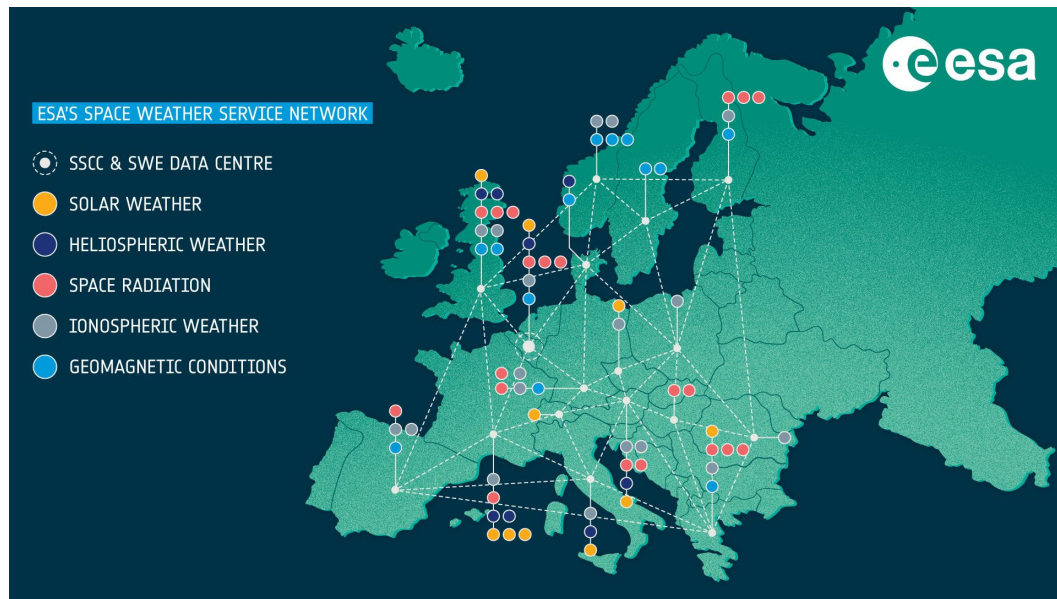 esa
ESA'S SPACE WEATHER SERVICE NETWORK
SSCC & SWE DATA CENTRE
SOLAR WEATHER
HELIOSPHERIC WEATHER
SPACE RADIATION
IONOSPHERIC WEATHER
GEOMAGNETIC CONDITIONS